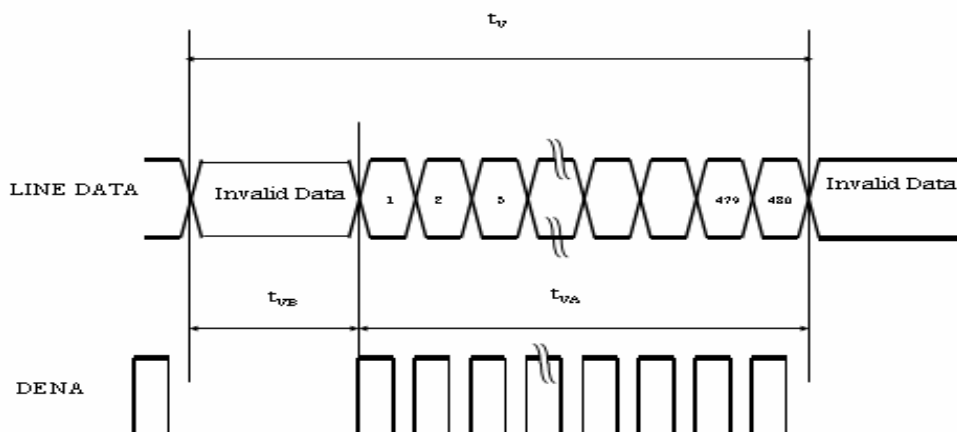 tv
LINE DATA
Invalid Data
1
2
3
479
480
Invalid Data
tVB
tVA
DENA